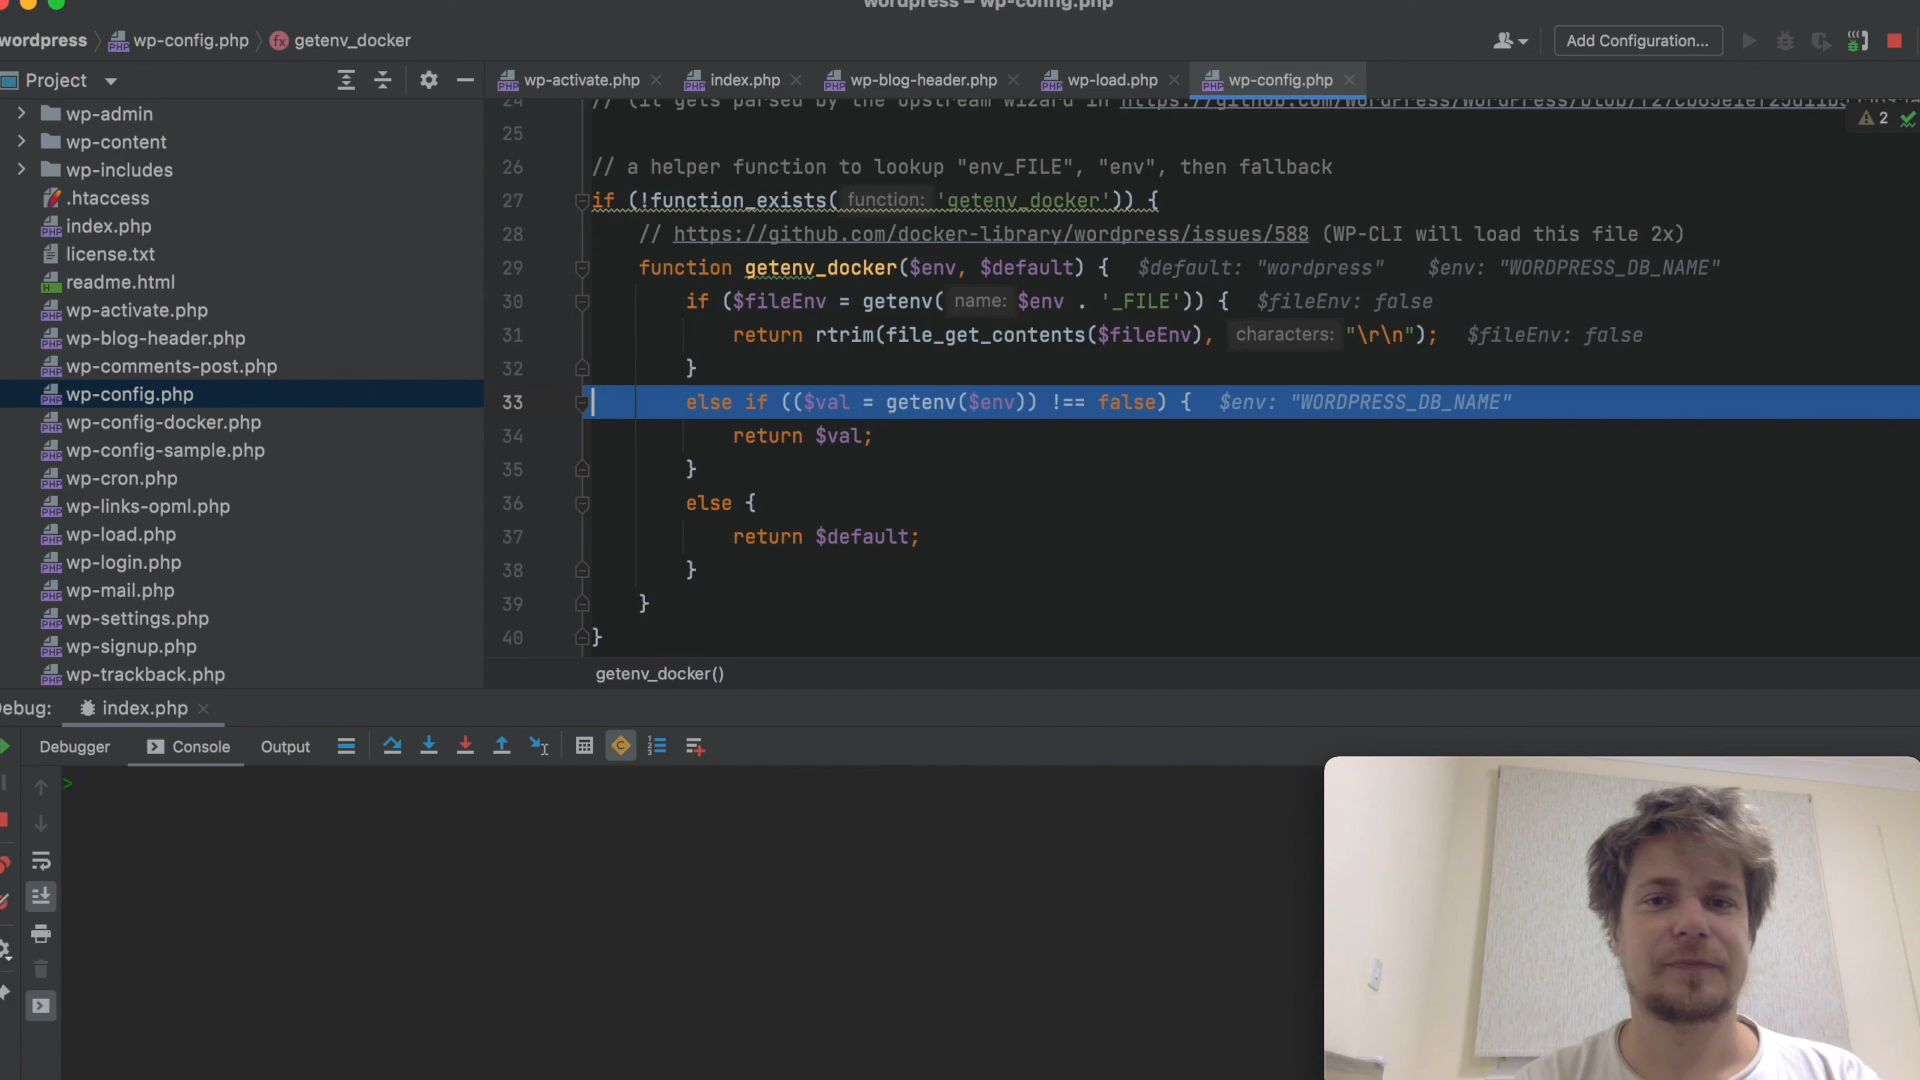 wordpress – wp-config.php
wordpress wp-config.php getenv_docker
Add Configuration...
Project
wp-activate.php index.php wp-blog-header.php wp-load.php wp-config.php
wp-admin
wp-content
wp-includes
.htaccess
index.php
license.txt
readme.html
wp-activate.php
wp-blog-header.php
wp-comments-post.php
wp-config.php
wp-config-docker.php
wp-config-sample.php
wp-cron.php
wp-links-opml.php
wp-load.php
wp-login.php
wp-mail.php
wp-settings.php
wp-signup.php
wp-trackback.php
2
24 // (it gets parsed by the upstream wizard in
25
26 // a helper function to lookup "env_FILE", "env", then fallback
27 if (!function_exists( function: 'getenv_docker')) {
28 // https://github.com/docker-library/wordpress/issues/588 (WP-CLI will load this file 2x)
29 function getenv_docker($env, $default) { $default: "wordpress" $env: "WORDPRESS_DB_NAME"
30 if ($fileEnv = getenv( name: $env . '_FILE')) { $fileEnv: false
31 return rtrim(file_get_contents($fileEnv), characters: "\r\n"); $fileEnv: false
32 }
33 else if (($val = getenv($env)) !== false) { $env: "WORDPRESS_DB_NAME"
34 return $val;
35 }
36 else {
37 return $default;
38 }
39 }
40 }
getenv_docker()
ebug: index.php
Debugger Console Output
>